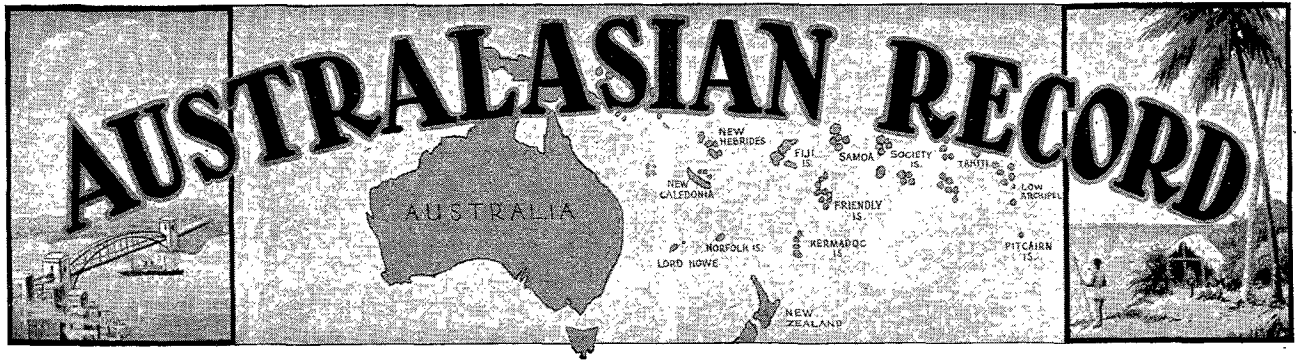 AUSTRALASIAN RECORD
NEW
HEBRIDES
FIJI
IS.
SAMOA
SOCIETY
IS.
TAHITI
NEW
CALEDONIA
LOW
ARCHIPEL
AUSTRALIA
FRIENDLY
IS.
NORFOLK IS.
LORD HOWE
KERMADOC
IS.
PITCAIRN
IS.
NEW
ZEALAND